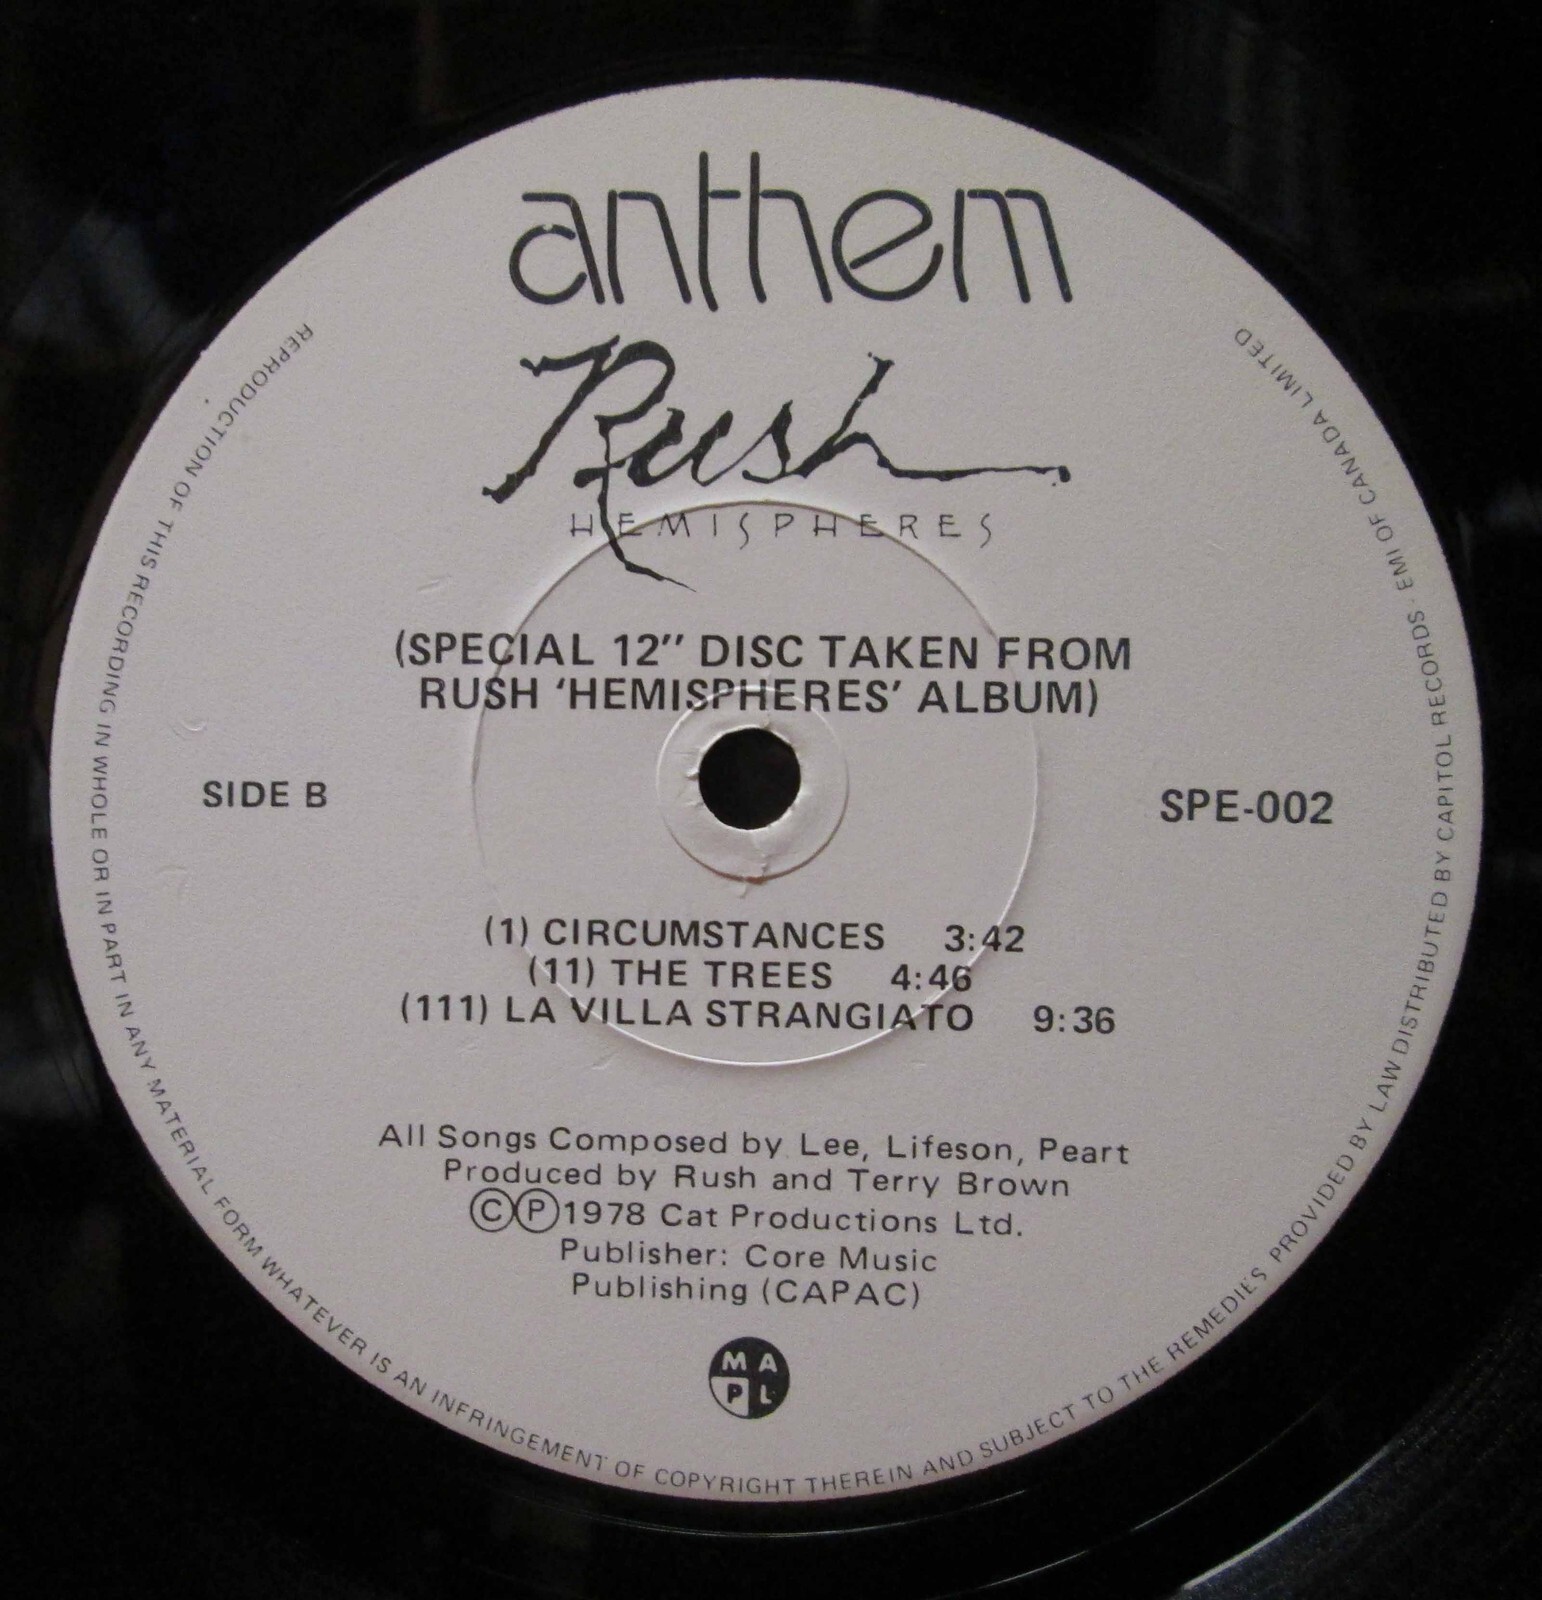 anthem
Rush
HEMISPHERES
(SPECIAL 12" DISC TAKEN FROM
RUSH 'HEMISPHERES' ALBUM)
SIDE B
SPE-002
(1) CIRCUMSTANCES 3:42
(11) THE TREES 4:46
(111) LA VILLA STRANGIATO 9:36
All Songs Composed by Lee, Lifeson, Peart
Produced by Rush and Terry Brown
©℗1978 Cat Productions Ltd.
Publisher: Core Music
Publishing (CAPAC)
M A
P L
REPRODUCTION OF THIS RECORDING IN WHOLE OR IN PART IN ANY MATERIAL FORM WHATEVER IS AN INFRINGEMENT OF COPYRIGHT THEREIN AND SUBJECT TO THE REMEDIES PROVIDED BY LAW DISTRIBUTED BY CAPITOL RECORDS - EMI OF CANADA LIMITED